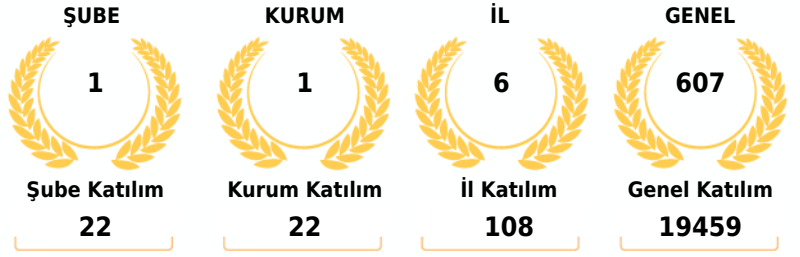 ŞUBE KURUM İL GENEL
1 1 6 607
Şube Katılım Kurum Katılım İl Katılım Genel Katılım
22 22 108 19459